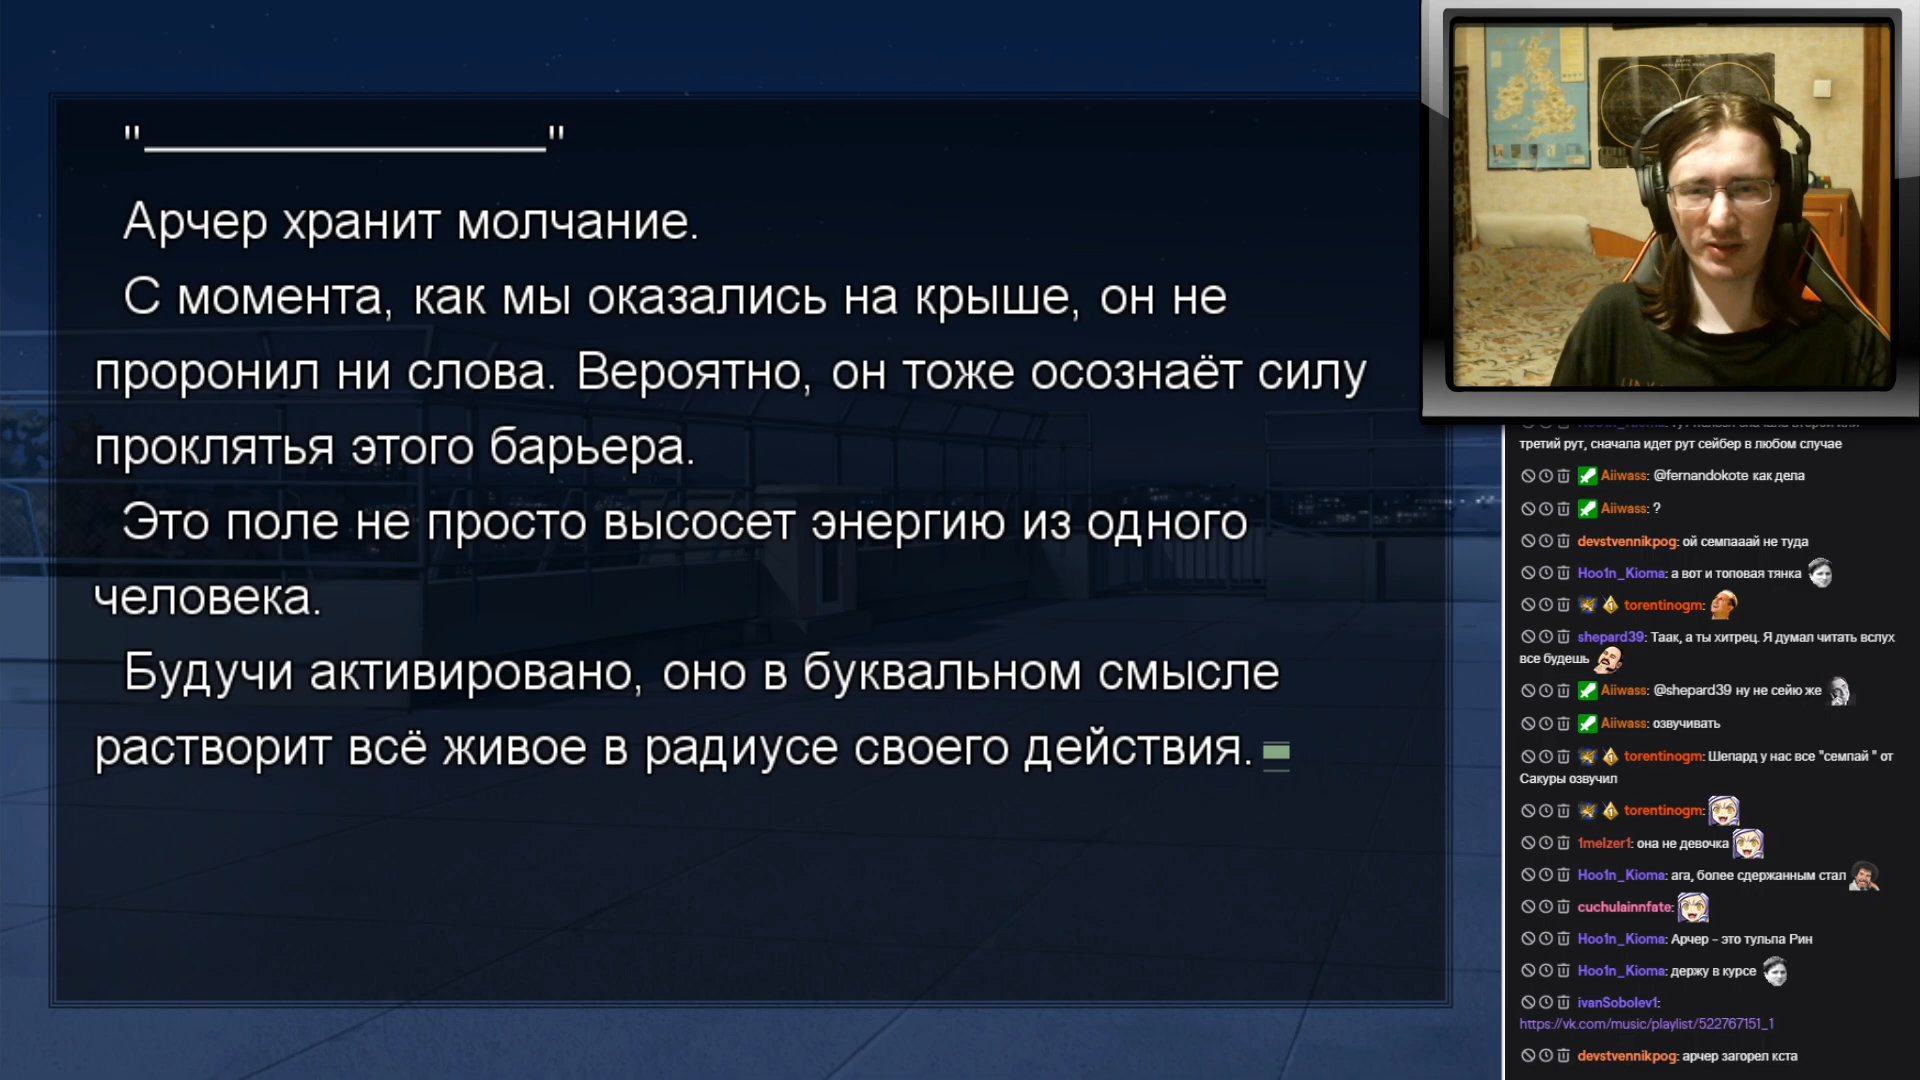 "______________"
Арчер хранит молчание.
С момента, как мы оказались на крыше, он не
проронил ни слова. Вероятно, он тоже осознаёт силу
проклятья этого барьера.
Это поле не просто высосет энергию из одного
человека.
Будучи активировано, оно в буквальном смысле
растворит всё живое в радиусе своего действия.
третий рут, сначала идет рут сейбер в любом случае
Aiiwass: @fernandokote как дела
Aiiwass: ?
devstvennikpog: ой семпааай не туда
Hoo1n_Kioma: а вот и топовая тянка
torentinogm:
shepard39: Таак, а ты хитрец. Я думал читать вслух
все будешь
Aiiwass: @shepard39 ну не сейю же
Aiiwass: озвучивать
torentinogm: Шепард у нас все "семпай " от
Сакуры озвучил
torentinogm:
1melzer1: она не девочка
Hoo1n_Kioma: ага, более сдержанным стал
cuchulainnfate:
Hoo1n_Kioma: Арчер - это тульпа Рин
Hoo1n_Kioma: держу в курсе
ivanSobolev1:
https://vk.com/music/playlist/522767151_1
devstvennikpog: арчер загорел кста